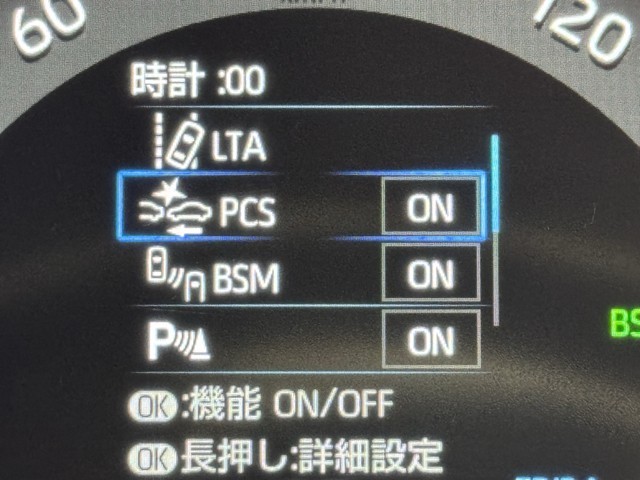 60
120
時計 :00
LTA
PCS ON
BSM ON
P ON
BS
OK:機能 ON/OFF
OK長押し:詳細設定